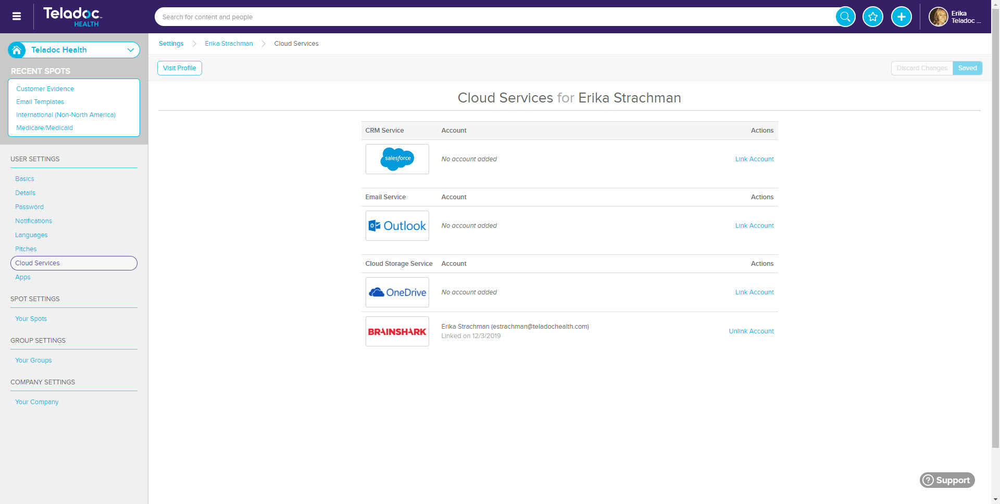 Teladoc™
HEALTH
Search for content and people
Erika
Teladoc ...
Teladoc Health
RECENT SPOTS
Customer Evidence
Email Templates
International (Non-North America)
Medicare/Medicaid
USER SETTINGS
Basics
Details
Password
Notifications
Languages
Pitches
Cloud Services
Apps
SPOT SETTINGS
Your Spots
GROUP SETTINGS
Your Groups
COMPANY SETTINGS
Your Company
Settings Erika Strachman Cloud Services
Visit Profile
Discard Changes Saved
Cloud Services for Erika Strachman
CRM Service Account Actions
salesforce No account added Link Account
Email Service Account Actions
Outlook No account added Link Account
Cloud Storage Service Account Actions
OneDrive No account added Link Account
BRAINSHARK Erika Strachman (estrachman@teladochealth.com) Unlink Account
Linked on 12/3/2019
? Support